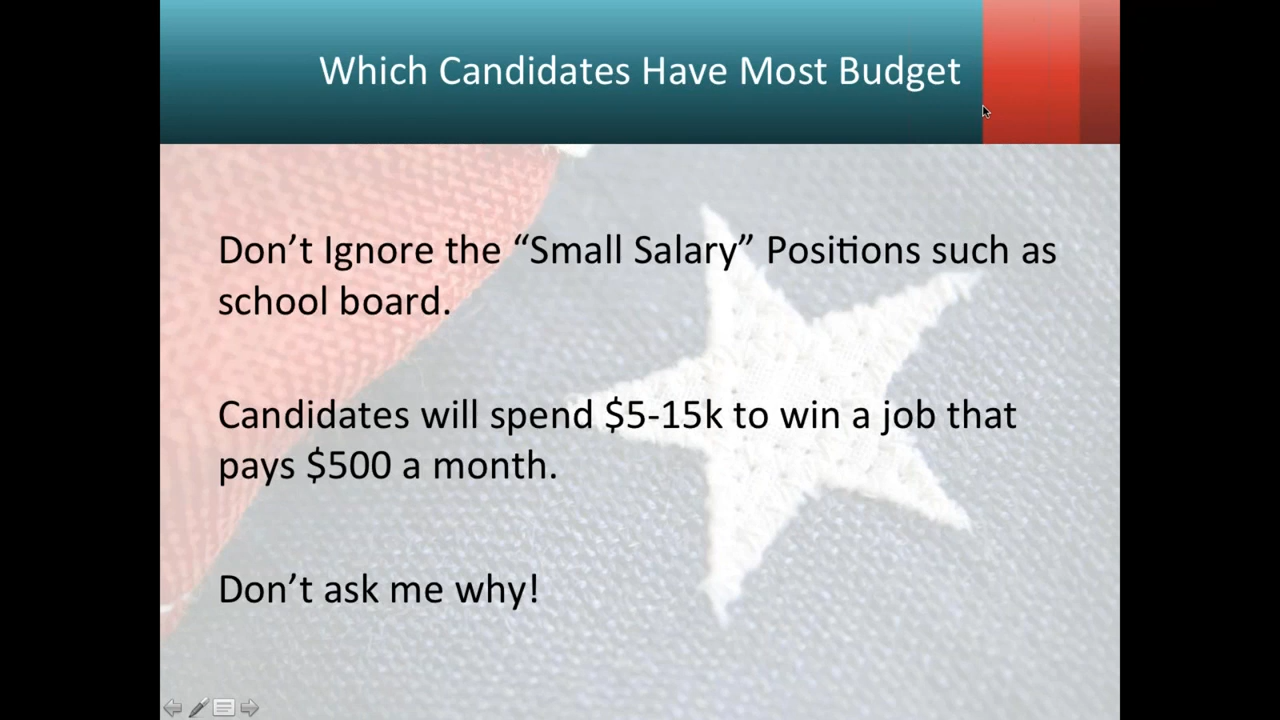 Which Candidates Have Most Budget
Don’t Ignore the “Small Salary” Positions such as
school board.
Candidates will spend $5-15k to win a job that
pays $500 a month.
Don’t ask me why!